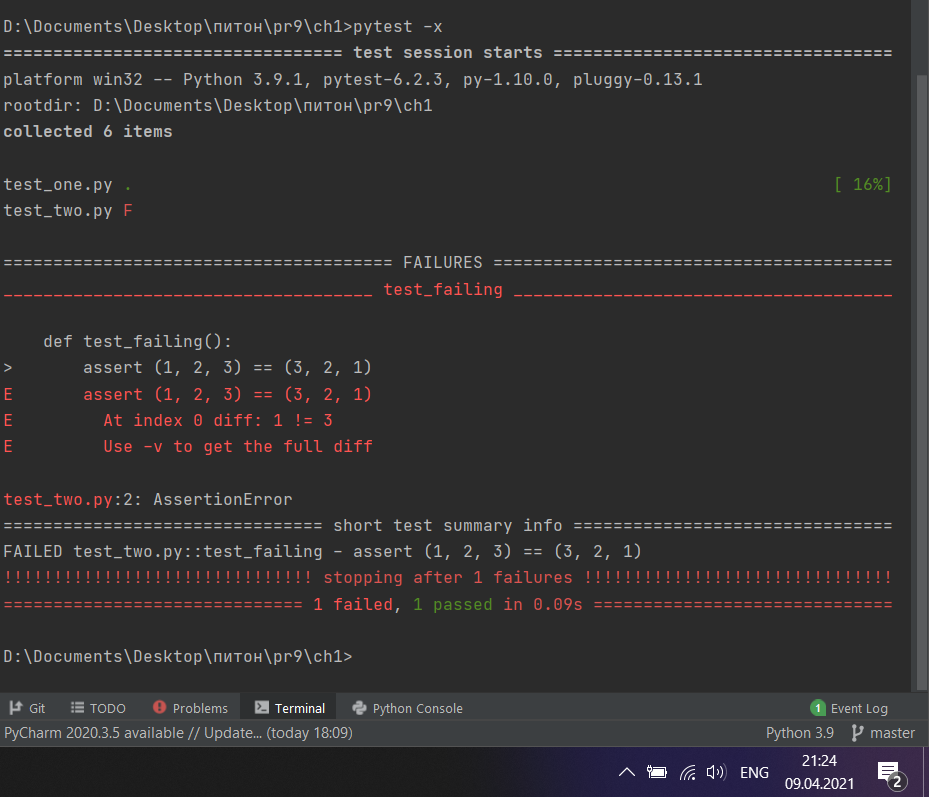 D:\Documents\Desktop\питон\pr9\ch1>pytest -x
================================== test session starts ==================================
platform win32 -- Python 3.9.1, pytest-6.2.3, py-1.10.0, pluggy-0.13.1
rootdir: D:\Documents\Desktop\питон\pr9\ch1
collected 6 items
test_one.py . [ 16%]
test_two.py F
======================================= FAILURES ========================================
_____________________________________ test_failing ______________________________________
def test_failing():
> assert (1, 2, 3) == (3, 2, 1)
E assert (1, 2, 3) == (3, 2, 1)
E At index 0 diff: 1 != 3
E Use -v to get the full diff
test_two.py:2: AssertionError
================================ short test summary info ================================
FAILED test_two.py::test_failing - assert (1, 2, 3) == (3, 2, 1)
!!!!!!!!!!!!!!!!!!!!!!!!!!!!!!! stopping after 1 failures !!!!!!!!!!!!!!!!!!!!!!!!!!!!!!!
============================== 1 failed, 1 passed in 0.09s ==============================
D:\Documents\Desktop\питон\pr9\ch1>
Git TODO Problems Terminal Python Console 1 Event Log
PyCharm 2020.3.5 available // Update... (today 18:09) Python 3.9 master
ENG 21:24
09.04.2021 2